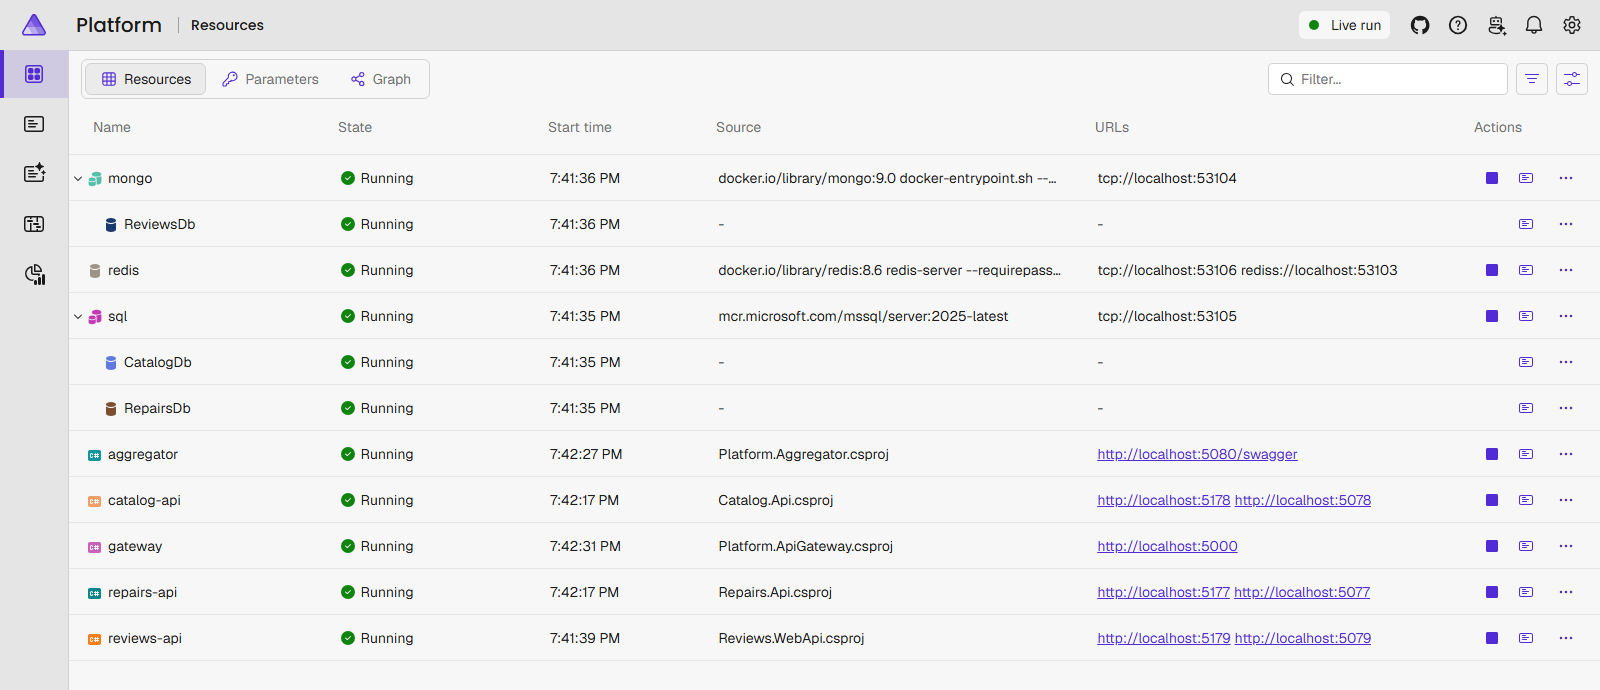 Platform Resources Live run
Resources Parameters Graph Filter...
Name State Start time Source URLs Actions
mongo Running 7:41:36 PM docker.io/library/mongo:9.0 docker-entrypoint.sh --... tcp://localhost:53104
ReviewsDb Running 7:41:36 PM - -
redis Running 7:41:36 PM docker.io/library/redis:8.6 redis-server --requirepass... tcp://localhost:53106 rediss://localhost:53103
sql Running 7:41:35 PM mcr.microsoft.com/mssql/server:2025-latest tcp://localhost:53105
CatalogDb Running 7:41:35 PM - -
RepairsDb Running 7:41:35 PM - -
C# aggregator Running 7:42:27 PM Platform.Aggregator.csproj http://localhost:5080/swagger
C# catalog-api Running 7:42:17 PM Catalog.Api.csproj http://localhost:5178 http://localhost:5078
C# gateway Running 7:42:31 PM Platform.ApiGateway.csproj http://localhost:5000
C# repairs-api Running 7:42:17 PM Repairs.Api.csproj http://localhost:5177 http://localhost:5077
C# reviews-api Running 7:41:39 PM Reviews.WebApi.csproj http://localhost:5179 http://localhost:5079